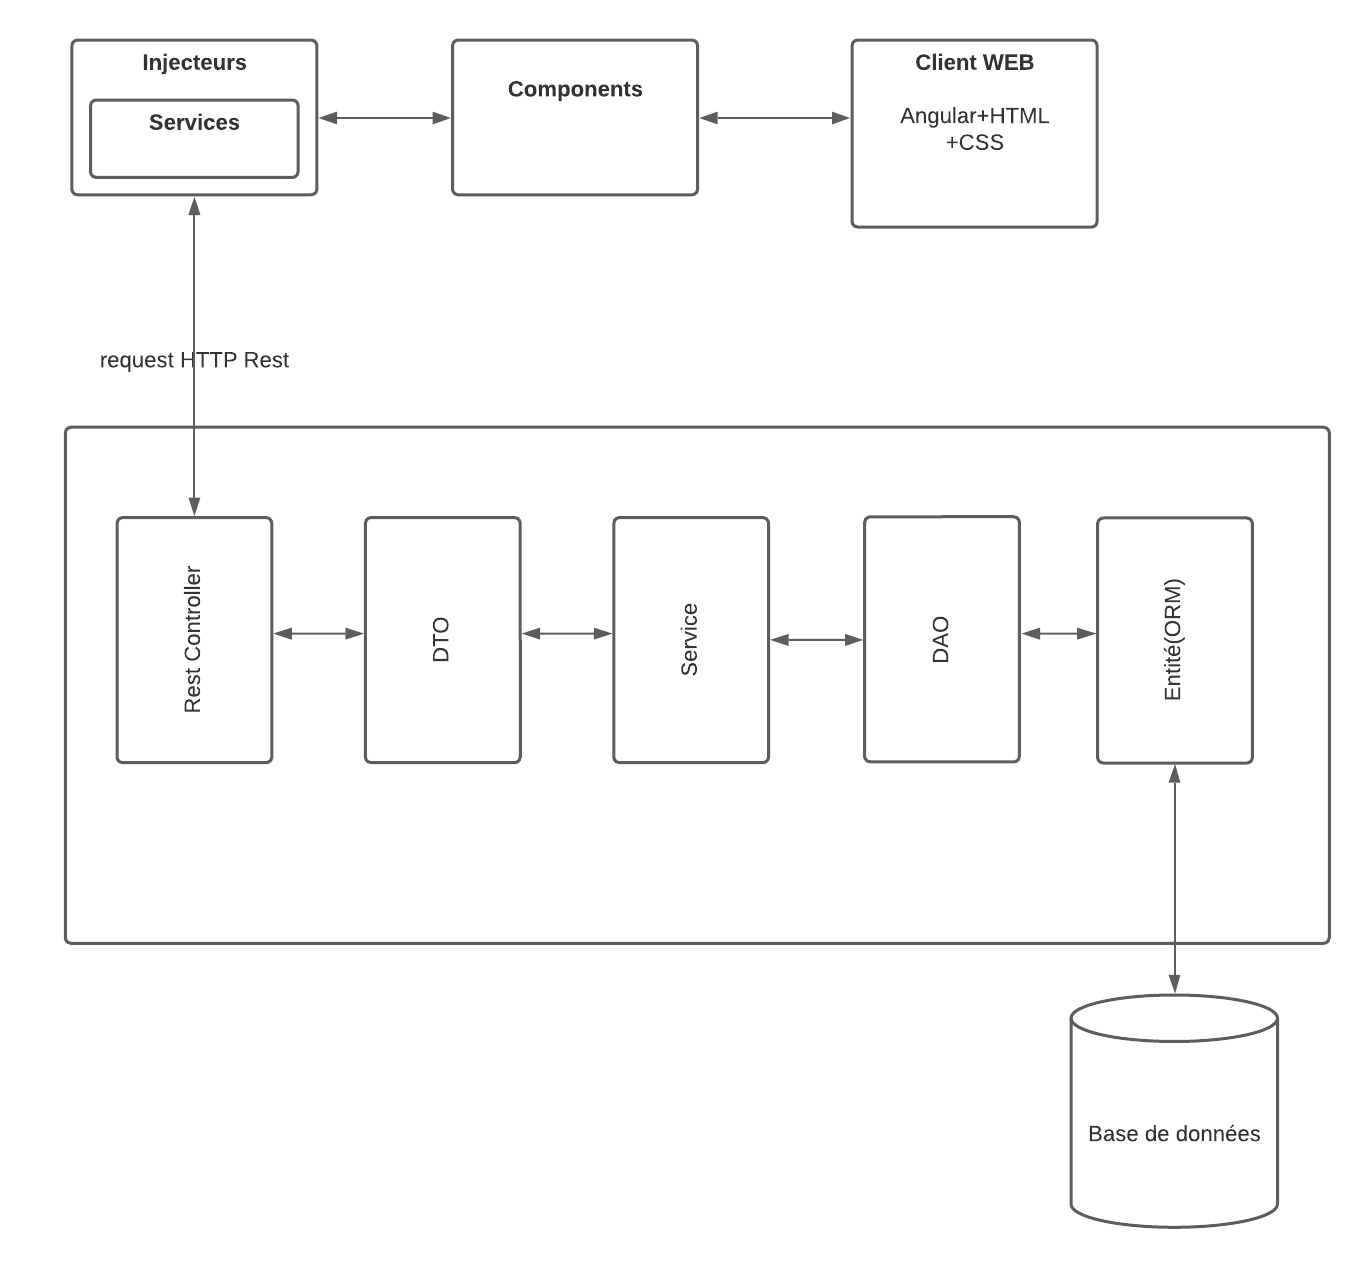 Injecteurs
Services
Components
Client WEB
Angular+HTML
+CSS
request HTTP Rest
Rest Controller
DTO
Service
DAO
Entité(ORM)
Base de données